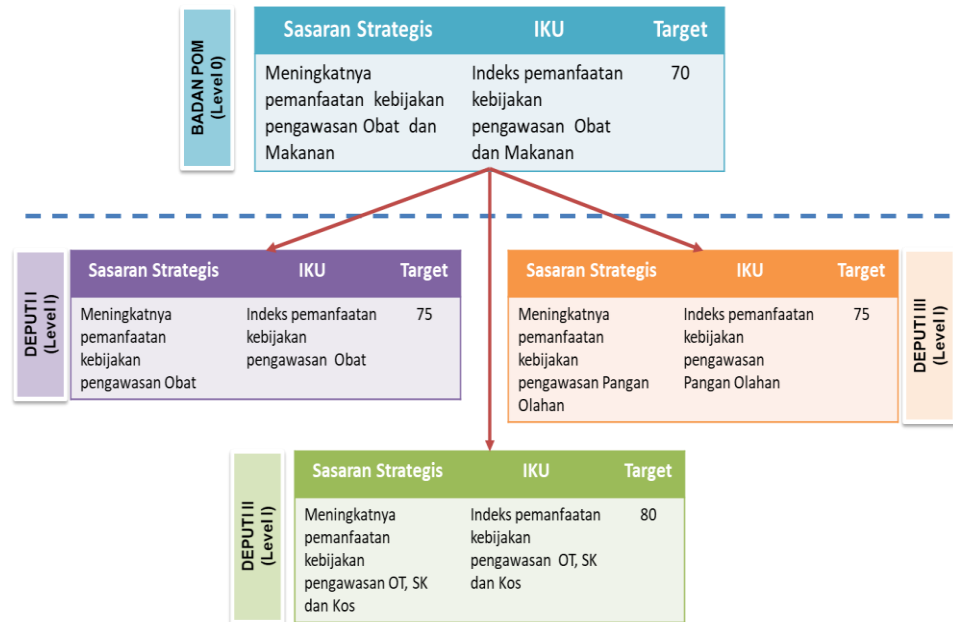 BADAN POM
(Level 0)
Sasaran Strategis IKU Target
Meningkatnya
pemanfaatan kebijakan
pengawasan Obat dan
Makanan
Indeks pemanfaatan
kebijakan
pengawasan Obat
dan Makanan
70
DEPUTI I
(Level I)
Sasaran Strategis IKU Target
Meningkatnya
pemanfaatan
kebijakan
pengawasan Obat
Indeks pemanfaatan
kebijakan
pengawasan Obat
75
Sasaran Strategis IKU Target
Meningkatnya
pemanfaatan
kebijakan
pengawasan Pangan
Olahan
Indeks pemanfaatan
kebijakan
pengawasan
Pangan Olahan
75
DEPUTI III
(Level I)
DEPUTI II
(Level I)
Sasaran Strategis IKU Target
Meningkatnya
pemanfaatan
kebijakan
pengawasan OT, SK
dan Kos
Indeks pemanfaatan
kebijakan
pengawasan OT, SK
dan Kos
80